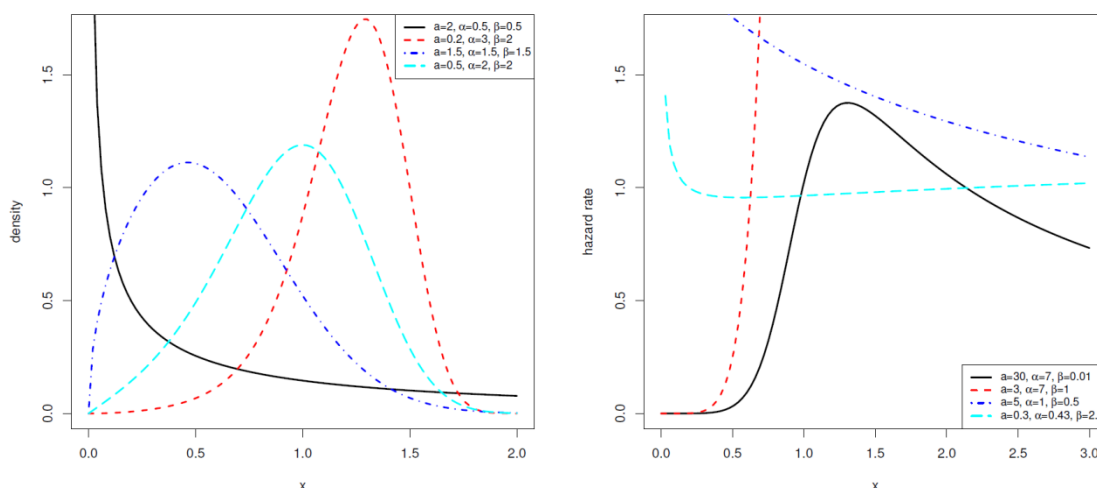 a=2, α=0.5, β=0.5
a=0.2, α=3, β=2
a=1.5, α=1.5, β=1.5
a=0.5, α=2, β=2
density
0.0
0.5
1.0
1.5
0.0 0.5 1.0 1.5 2.0
x
a=30, α=7, β=0.01
a=3, α=7, β=1
a=5, α=1, β=0.5
a=0.3, α=0.43, β=2.
hazard rate
0.0
0.5
1.0
1.5
0.0 0.5 1.0 1.5 2.0 2.5 3.0
x